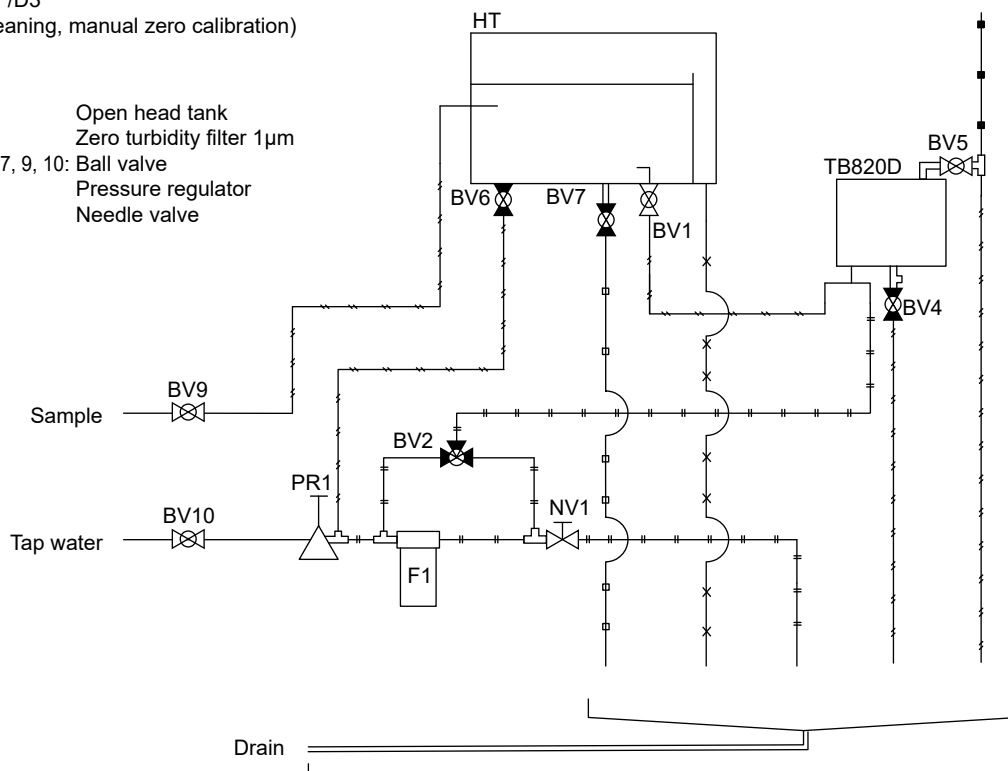 /D3
eaning, manual zero calibration)
HT
Open head tank
Zero turbidity filter 1µm
7, 9, 10: Ball valve
Pressure regulator
Needle valve
BV5
TB820D
BV6
BV7
BV1
BV4
BV9
Sample
BV2
PR1
NV1
BV10
Tap water
F1
Drain